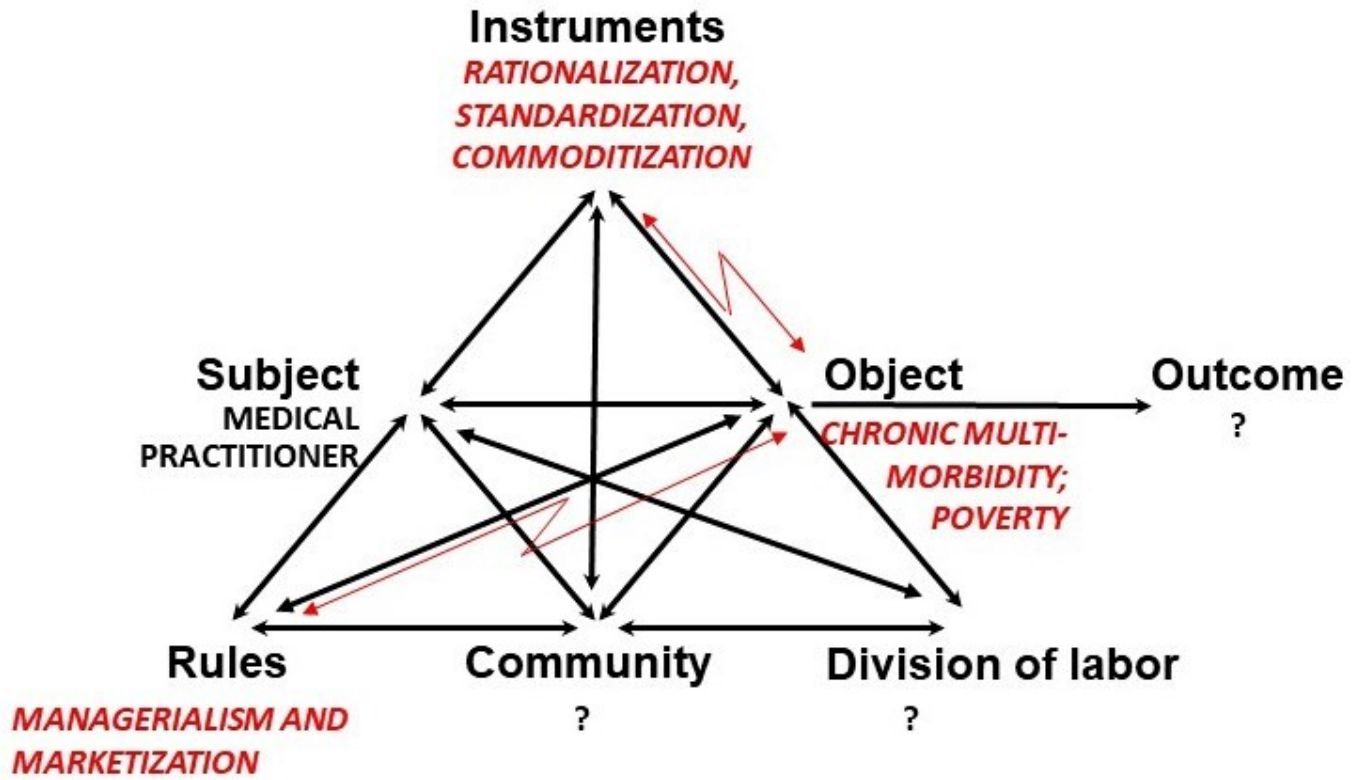 Instruments
RATIONALIZATION,
STANDARDIZATION,
COMMODITIZATION
Subject
MEDICAL
PRACTITIONER
Object
CHRONIC MULTI-
MORBIDITY;
POVERTY
Outcome
?
Rules
MANAGERIALISM AND
MARKETIZATION
Community
?
Division of labor
?